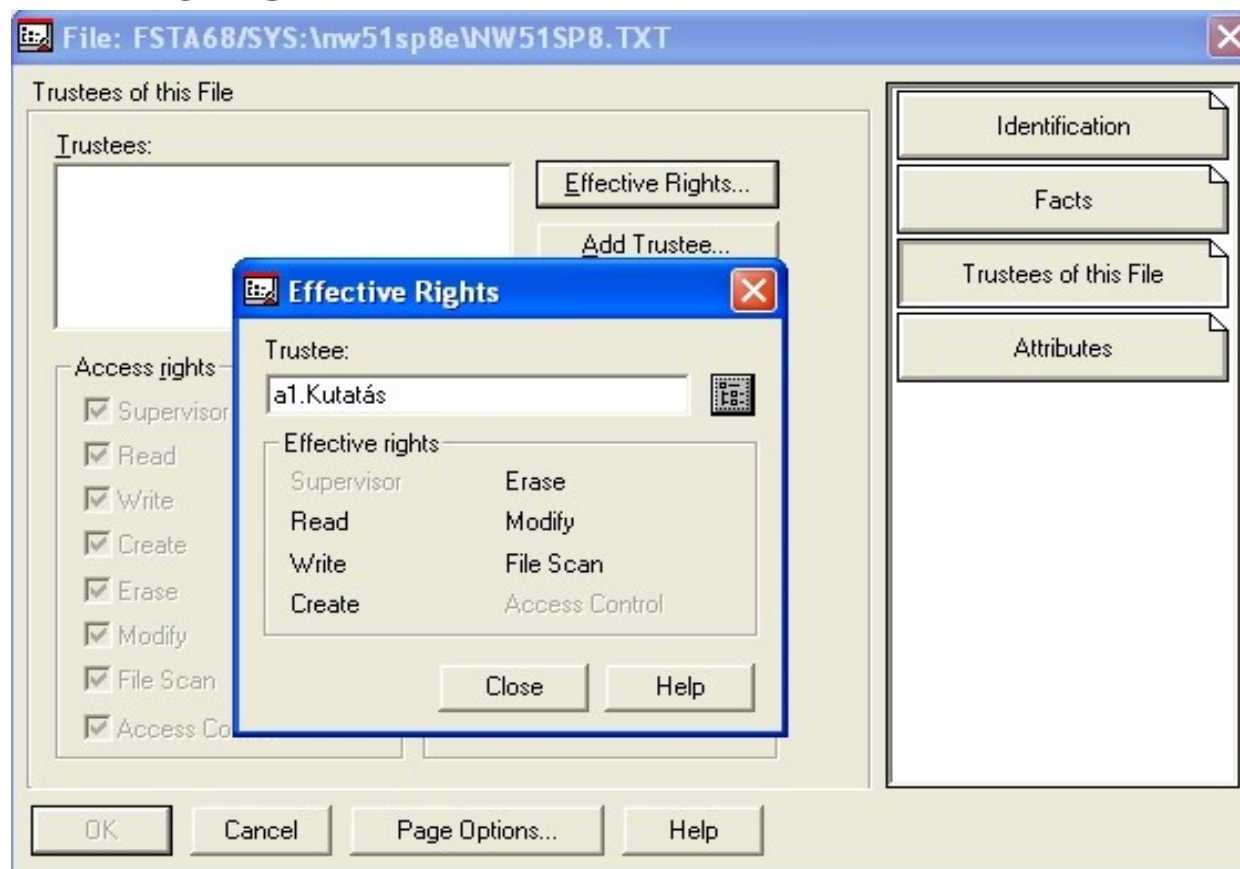 File: FSTA68/SYS:\nw51sp8e\NW51SP8.TXT
Trustees of this File
Trustees:
Effective Rights...
Add Trustee...
Access rights
Supervisor
Read
Write
Create
Erase
Modify
File Scan
Access Co
Effective Rights
Trustee:
a1.Kutatás
Effective rights
Supervisor Erase
Read Modify
Write File Scan
Create Access Control
Close Help
OK Cancel Page Options... Help
Identification
Facts
Trustees of this File
Attributes